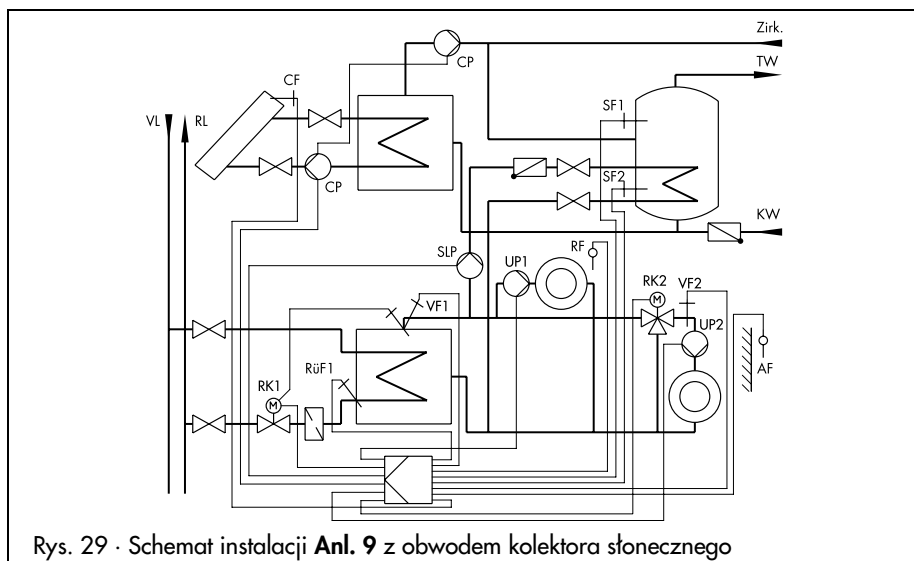 Zirk.
CP
TW
CF
SF1
VL
RL
SF2
CP
KW
RF
SLP
UP1
RK2
VF2
VF1
UP2
RüF1
AF
RK1
M
M
Rys. 29 · Schemat instalacji Anl. 9 z obwodem kolektora słonecznego